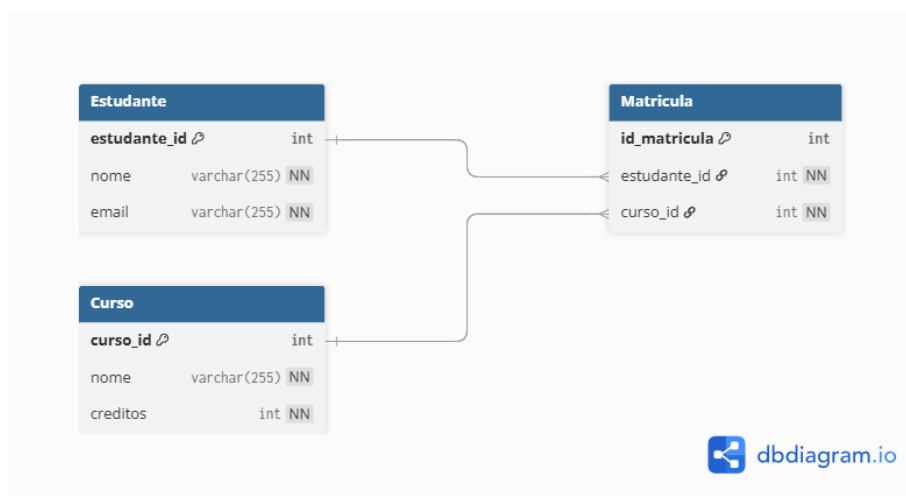 Estudante
estudante_id int
nome varchar(255) NN
email varchar(255) NN
Matricula
id_matricula int
estudante_id int NN
curso_id int NN
Curso
curso_id int
nome varchar(255) NN
creditos int NN
dbdiagram.io